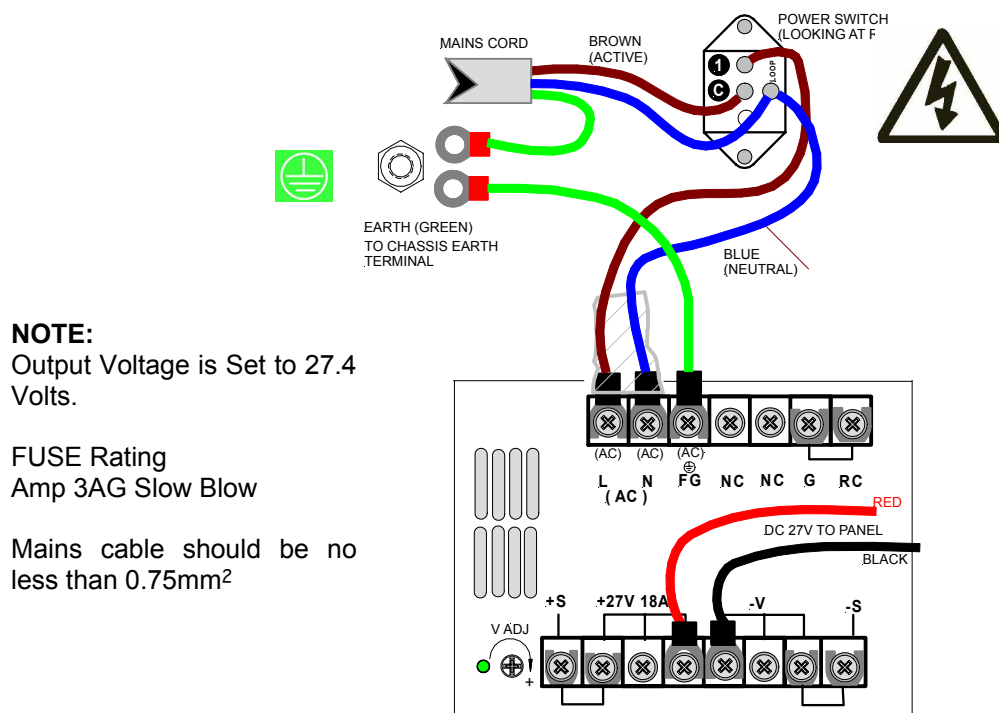 MAINS CORD
BROWN
(ACTIVE)
POWER SWITCH
(LOOKING AT
1
C
LOOP
EARTH (GREEN)
TO CHASSIS EARTH
TERMINAL
BLUE
(NEUTRAL)
NOTE:
Output Voltage is Set to 27.4
Volts.
FUSE Rating
Amp 3AG Slow Blow
Mains cable should be no
less than 0.75mm²
(AC) (AC) (AC)
L N FG NC NC G RC
( AC )
RED
DC 27V TO PANEL
BLACK
+S +27V 18A -V -S
V ADJ
+